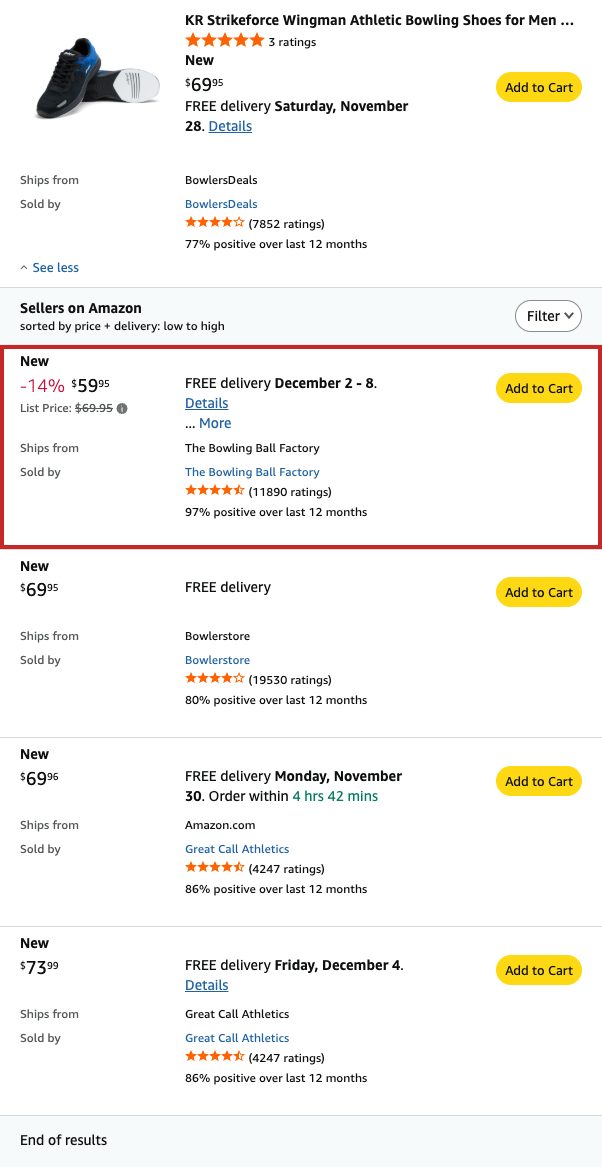 KR Strikeforce Wingman Athletic Bowling Shoes for Men ...
3 ratings
New
$69 95
FREE delivery Saturday, November
28. Details
Add to Cart
Ships from BowlersDeals
Sold by BowlersDeals
(7852 ratings)
77% positive over last 12 months
See less
Sellers on Amazon
sorted by price + delivery: low to high
Filter
New
-14% $59 95
List Price: $69.95
FREE delivery December 2 - 8.
Details
... More
Add to Cart
Ships from The Bowling Ball Factory
Sold by The Bowling Ball Factory
(11890 ratings)
97% positive over last 12 months
New
$69 95 FREE delivery
Add to Cart
Ships from Bowlerstore
Sold by Bowlerstore
(19530 ratings)
80% positive over last 12 months
New
$69 96
FREE delivery Monday, November
30. Order within 4 hrs 42 mins
Add to Cart
Ships from Amazon.com
Sold by Great Call Athletics
(4247 ratings)
86% positive over last 12 months
New
$73 99
FREE delivery Friday, December 4.
Details
Add to Cart
Ships from Great Call Athletics
Sold by Great Call Athletics
(4247 ratings)
86% positive over last 12 months
End of results